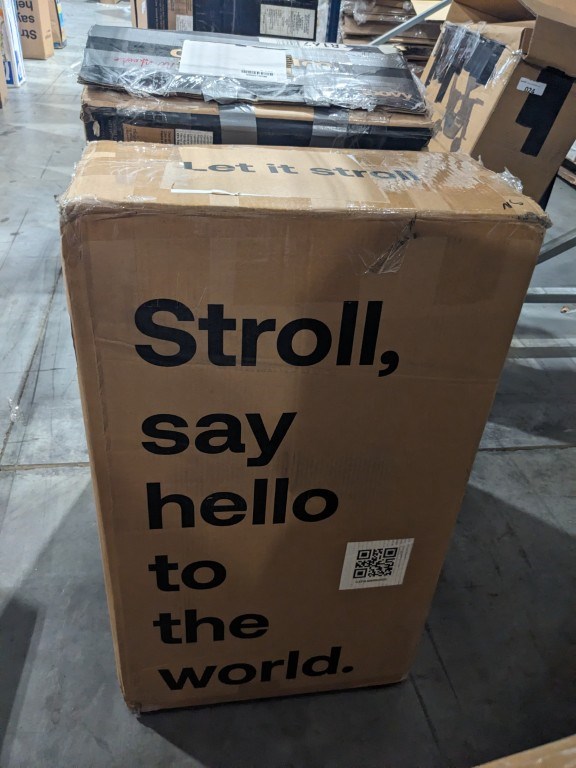 Let it stroll
Stroll,
say
hello
to
the
world.